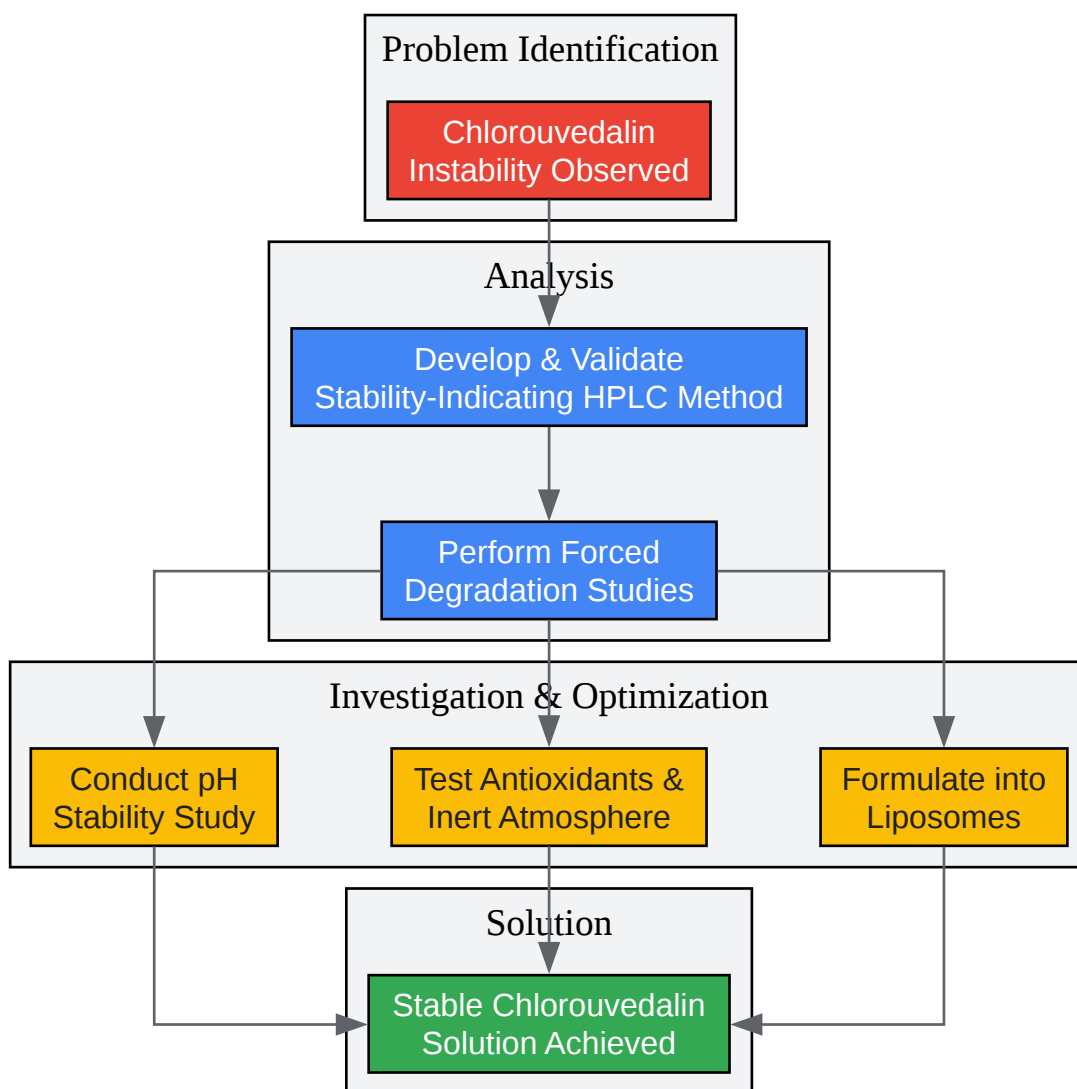 Problem Identification
Chlorouvedalin
Instability Observed
Analysis
Develop & Validate
Stability-Indicating HPLC Method
Perform Forced
Degradation Studies
Investigation & Optimization
Conduct pH
Stability Study
Test Antioxidants &
Inert Atmosphere
Formulate into
Liposomes
Solution
Stable Chlorouvedalin
Solution Achieved